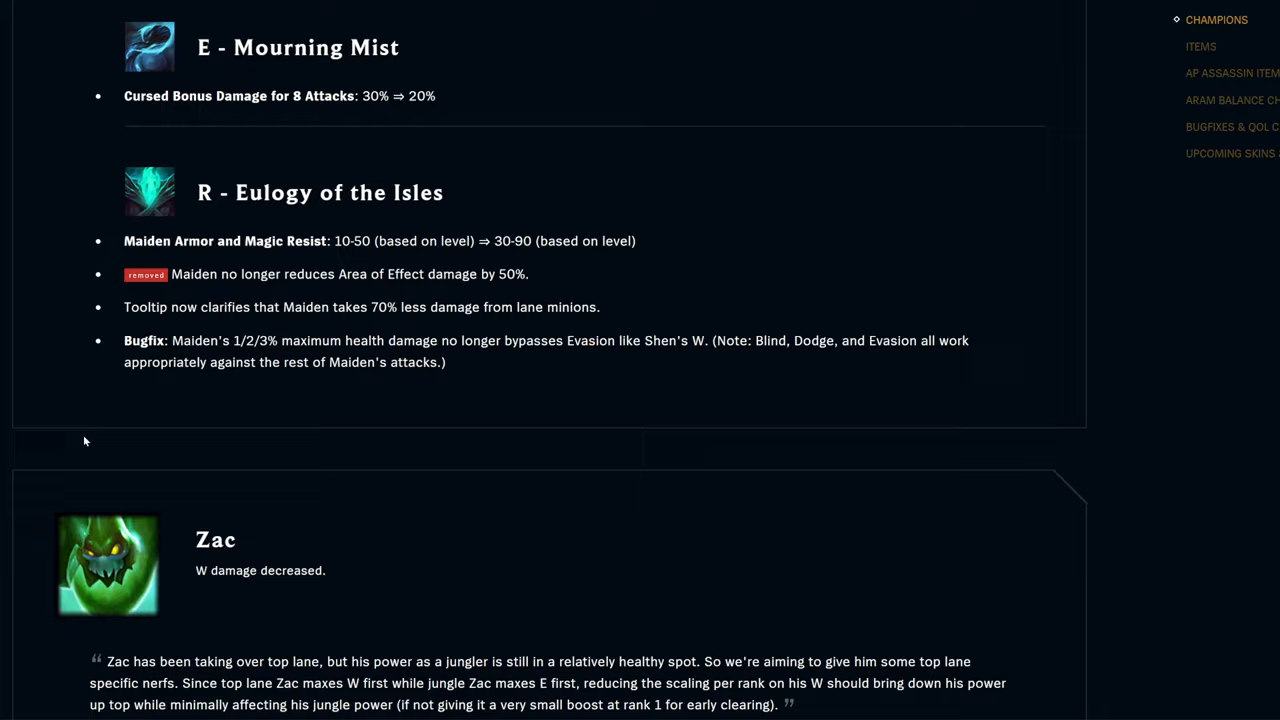 E - Mourning Mist
Cursed Bonus Damage for 8 Attacks: 30% ⇒ 20%
R - Eulogy of the Isles
Maiden Armor and Magic Resist: 10-50 (based on level) ⇒ 30-90 (based on level)
removed Maiden no longer reduces Area of Effect damage by 50%.
Tooltip now clarifies that Maiden takes 70% less damage from lane minions.
Bugfix: Maiden's 1/2/3% maximum health damage no longer bypasses Evasion like Shen's W. (Note: Blind, Dodge, and Evasion all work
appropriately against the rest of Maiden's attacks.)
Zac
W damage decreased.
“ Zac has been taking over top lane, but his power as a jungler is still in a relatively healthy spot. So we're aiming to give him some top lane
specific nerfs. Since top lane Zac maxes W first while jungle Zac maxes E first, reducing the scaling per rank on his W should bring down his power
up top while minimally affecting his jungle power (if not giving it a very small boost at rank 1 for early clearing). ”
CHAMPIONS
ITEMS
AP ASSASSIN ITEM
ARAM BALANCE CH
BUGFIXES & QOL C
UPCOMING SKINS